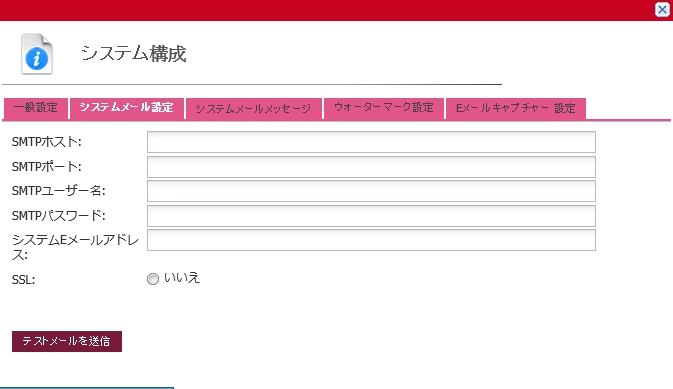 システム構成
一般設定 システムメール設定 システムメールメッセージ ウォーターマーク設定 Eメールキャプチャー 設定
SMTPホスト:
SMTPポート:
SMTPユーザー名:
SMTPパスワード:
システムEメールアドレ
ス:
SSL: いいえ
テストメールを送信